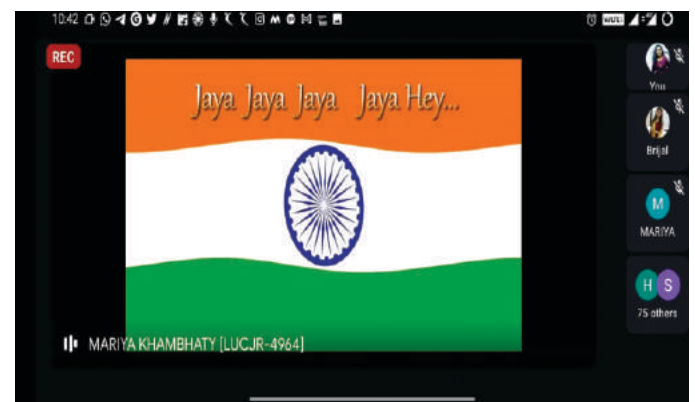 10:42
REC
Jaya Jaya Jaya Jaya Hey...
You
Brijal
M
MARIYA
H S
75 others
MARIYA KHAMBHATY [LUCJR-4964]